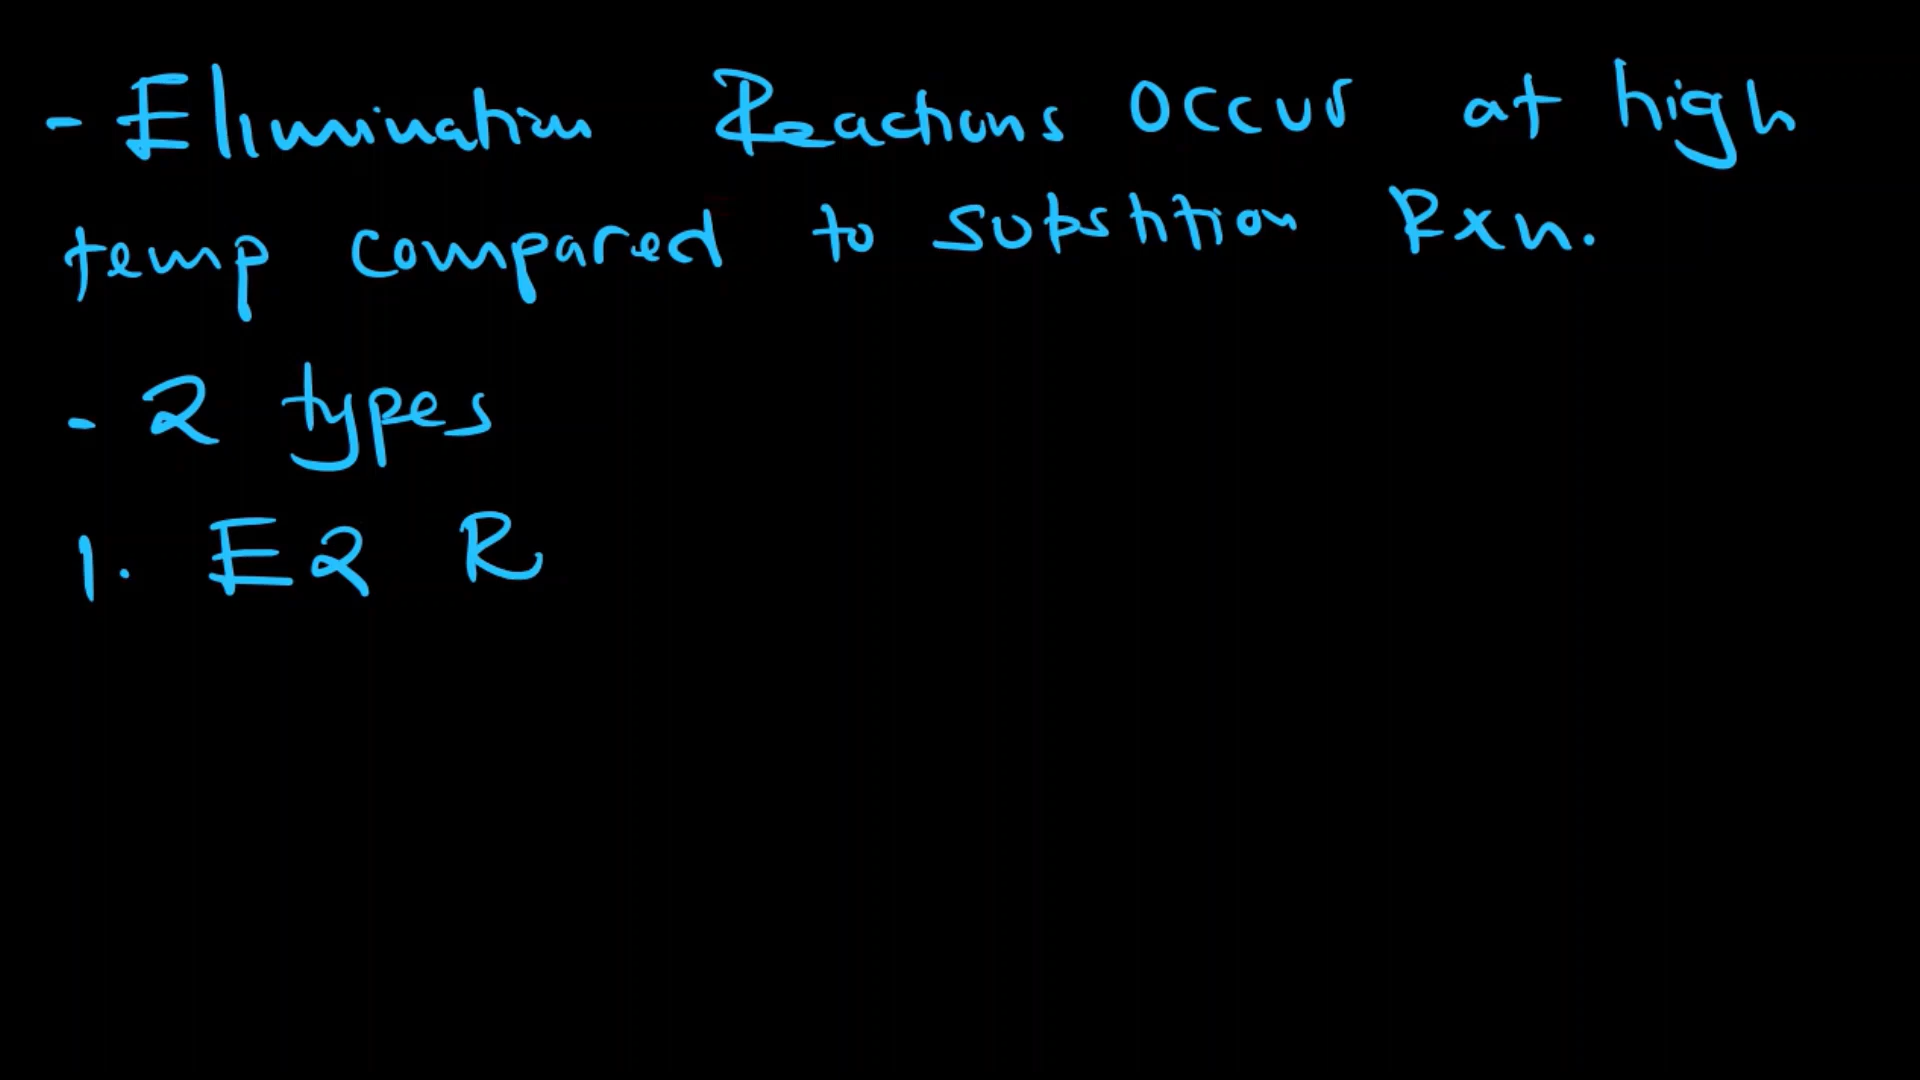 - Elimination Reactions Occur at high
temp compared to substition Rxn.
- 2 types
1. E2 R